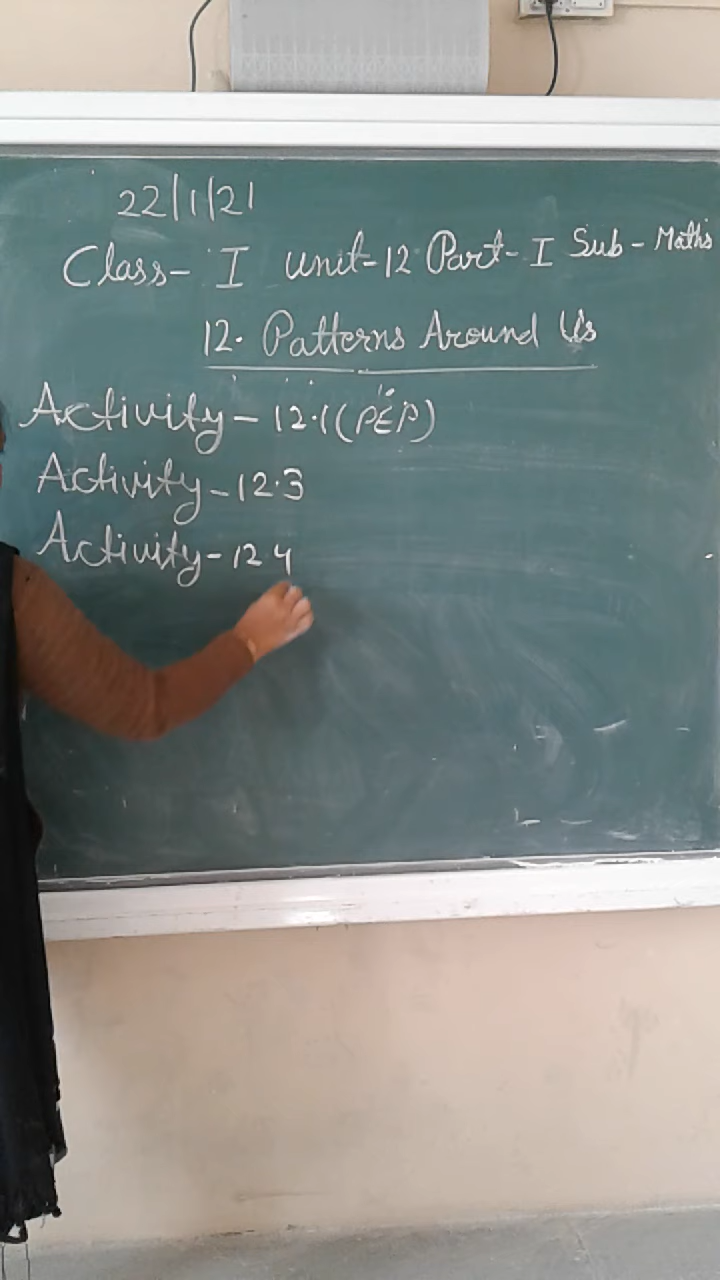 22/1/21
Class- I unit-12 Part- I Sub - Maths
12. Patterns Around Us
Activity- 12.1 (PEP)
Activity-12.3
Activity-12 4